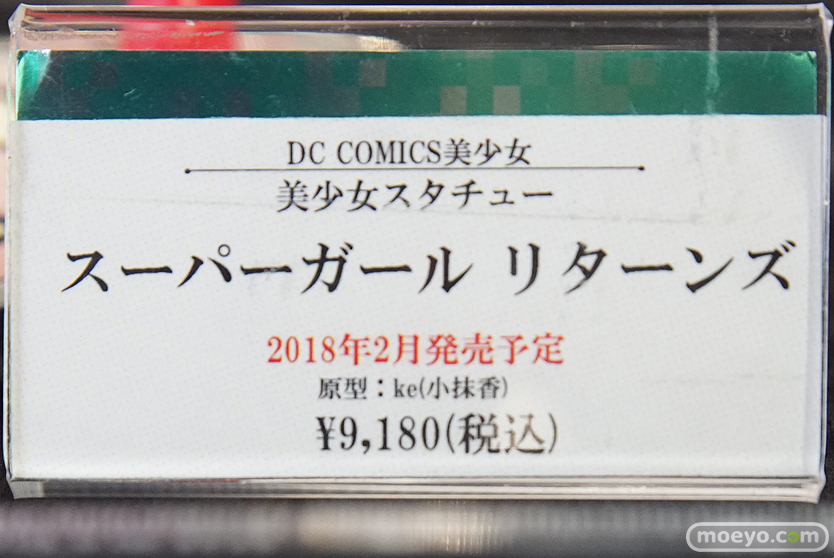 DC COMICS美少女
美少女スタチュー
スーパーガール リターンズ
2018年2月発売予定
原型：ke(小抹香)
¥9,180(税込)
moeyo.com